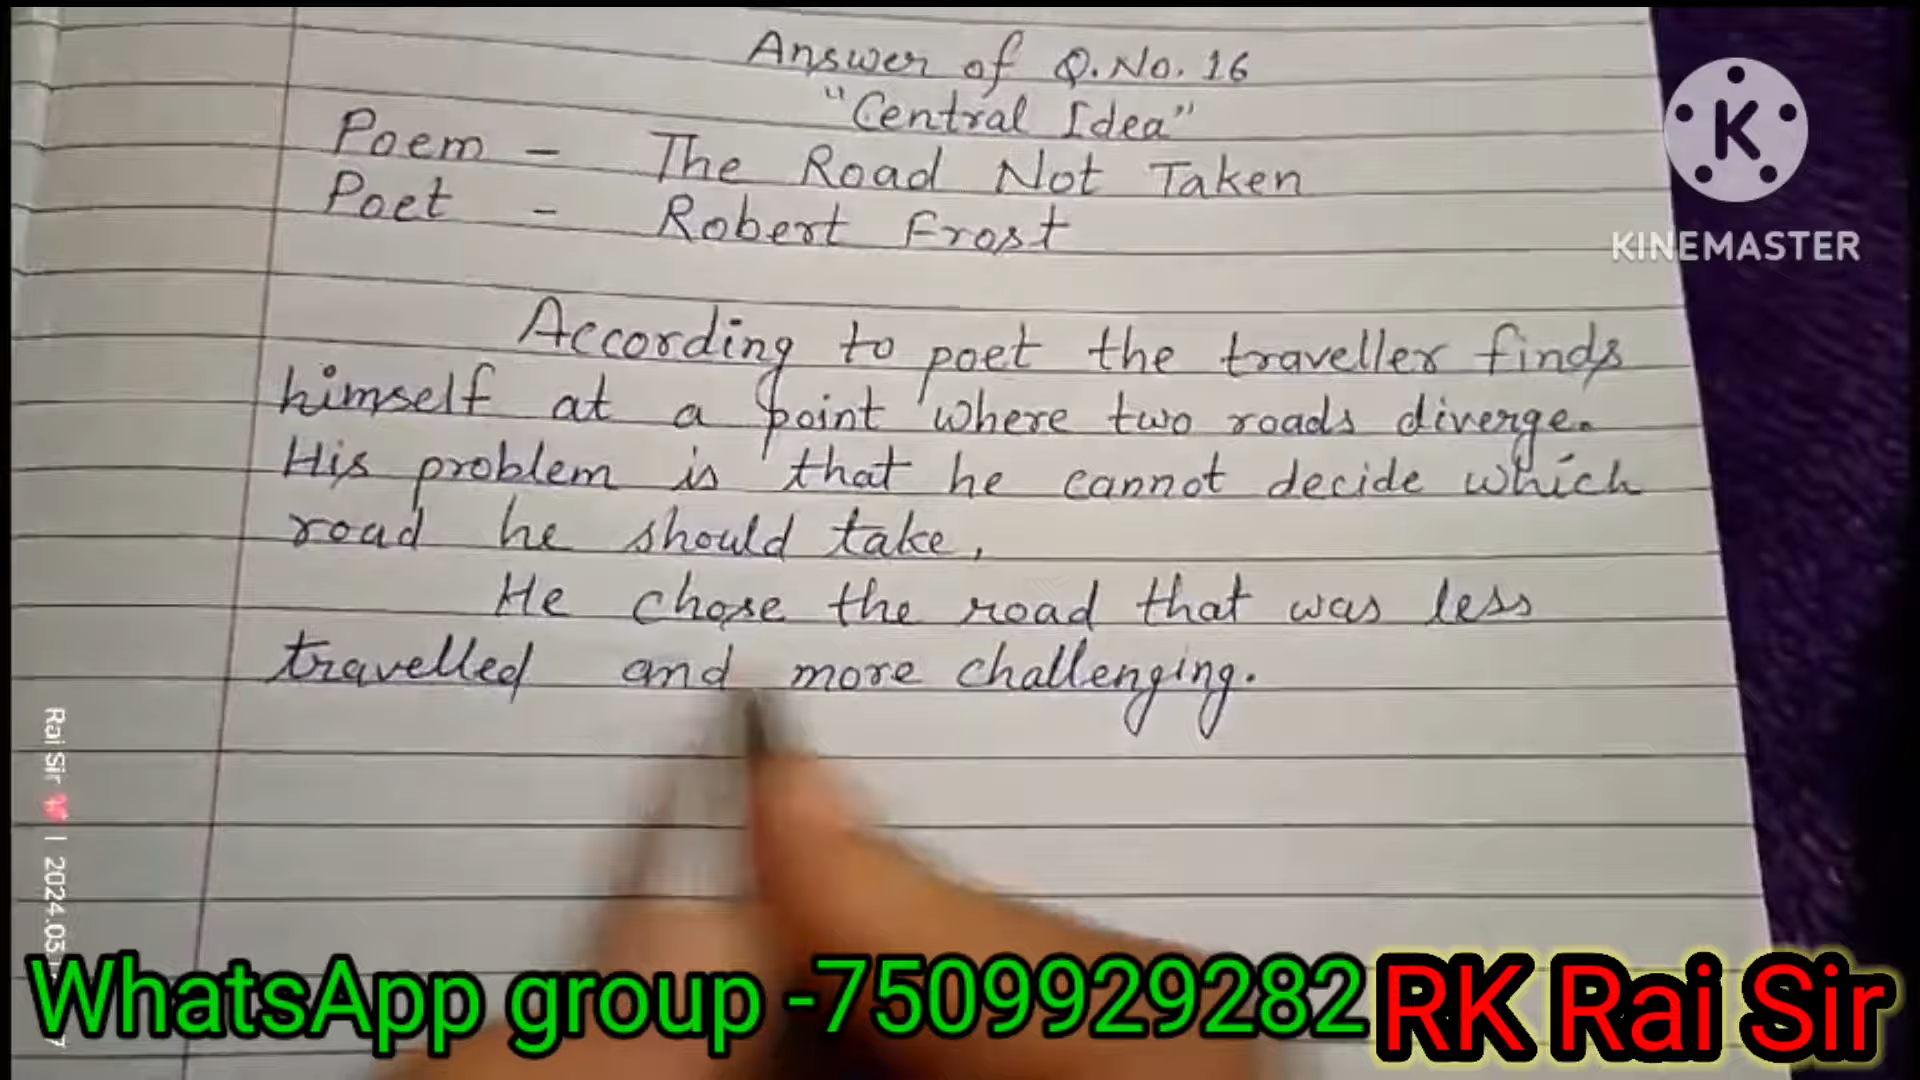 Answer of Q.No. 16
"Central Idea"
Poem - The Road Not Taken
Poet - Robert Frost
According to poet the traveller finds
himself at a point where two roads diverge.
His problem is that he cannot decide which
road he should take.
He chose the road that was less
travelled and more challenging.
K
KINEMASTER
Rai Sir ❤ | 2024.03
WhatsApp group -7509929282 RK Rai Sir